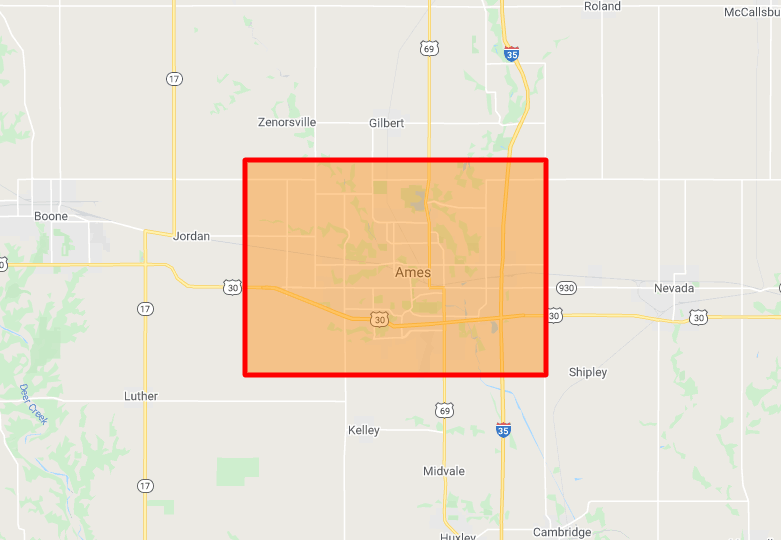 Roland
McCallsbu
69
35
17
Zenorsville
Gilbert
Boone
Jordan
0
30
Ames
930
Nevada
17
30
30
30
Shipley
Deer Creek
Luther
69
Kelley
35
Midvale
17
Huxley
Cambridge